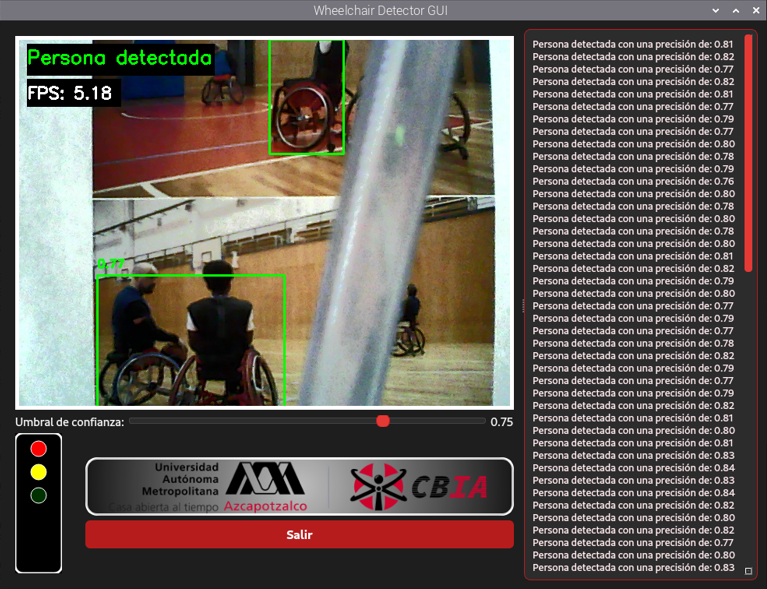 Wheelchair Detector GUI
Persona detectada
FPS: 5.18
0.77
Umbral de confianza:
0.75
Universidad
Autónoma
Metropolitana
Casa abierta al tiempo
Azcapotzalco
CBIA
Salir
Persona detectada con una precisión de: 0.81
Persona detectada con una precisión de: 0.82
Persona detectada con una precisión de: 0.77
Persona detectada con una precisión de: 0.82
Persona detectada con una precisión de: 0.81
Persona detectada con una precisión de: 0.77
Persona detectada con una precisión de: 0.79
Persona detectada con una precisión de: 0.77
Persona detectada con una precisión de: 0.80
Persona detectada con una precisión de: 0.78
Persona detectada con una precisión de: 0.79
Persona detectada con una precisión de: 0.76
Persona detectada con una precisión de: 0.80
Persona detectada con una precisión de: 0.78
Persona detectada con una precisión de: 0.80
Persona detectada con una precisión de: 0.78
Persona detectada con una precisión de: 0.80
Persona detectada con una precisión de: 0.81
Persona detectada con una precisión de: 0.82
Persona detectada con una precisión de: 0.79
Persona detectada con una precisión de: 0.80
Persona detectada con una precisión de: 0.77
Persona detectada con una precisión de: 0.79
Persona detectada con una precisión de: 0.77
Persona detectada con una precisión de: 0.78
Persona detectada con una precisión de: 0.82
Persona detectada con una precisión de: 0.79
Persona detectada con una precisión de: 0.77
Persona detectada con una precisión de: 0.79
Persona detectada con una precisión de: 0.82
Persona detectada con una precisión de: 0.81
Persona detectada con una precisión de: 0.80
Persona detectada con una precisión de: 0.81
Persona detectada con una precisión de: 0.83
Persona detectada con una precisión de: 0.84
Persona detectada con una precisión de: 0.83
Persona detectada con una precisión de: 0.84
Persona detectada con una precisión de: 0.82
Persona detectada con una precisión de: 0.80
Persona detectada con una precisión de: 0.82
Persona detectada con una precisión de: 0.77
Persona detectada con una precisión de: 0.80
Persona detectada con una precisión de: 0.83